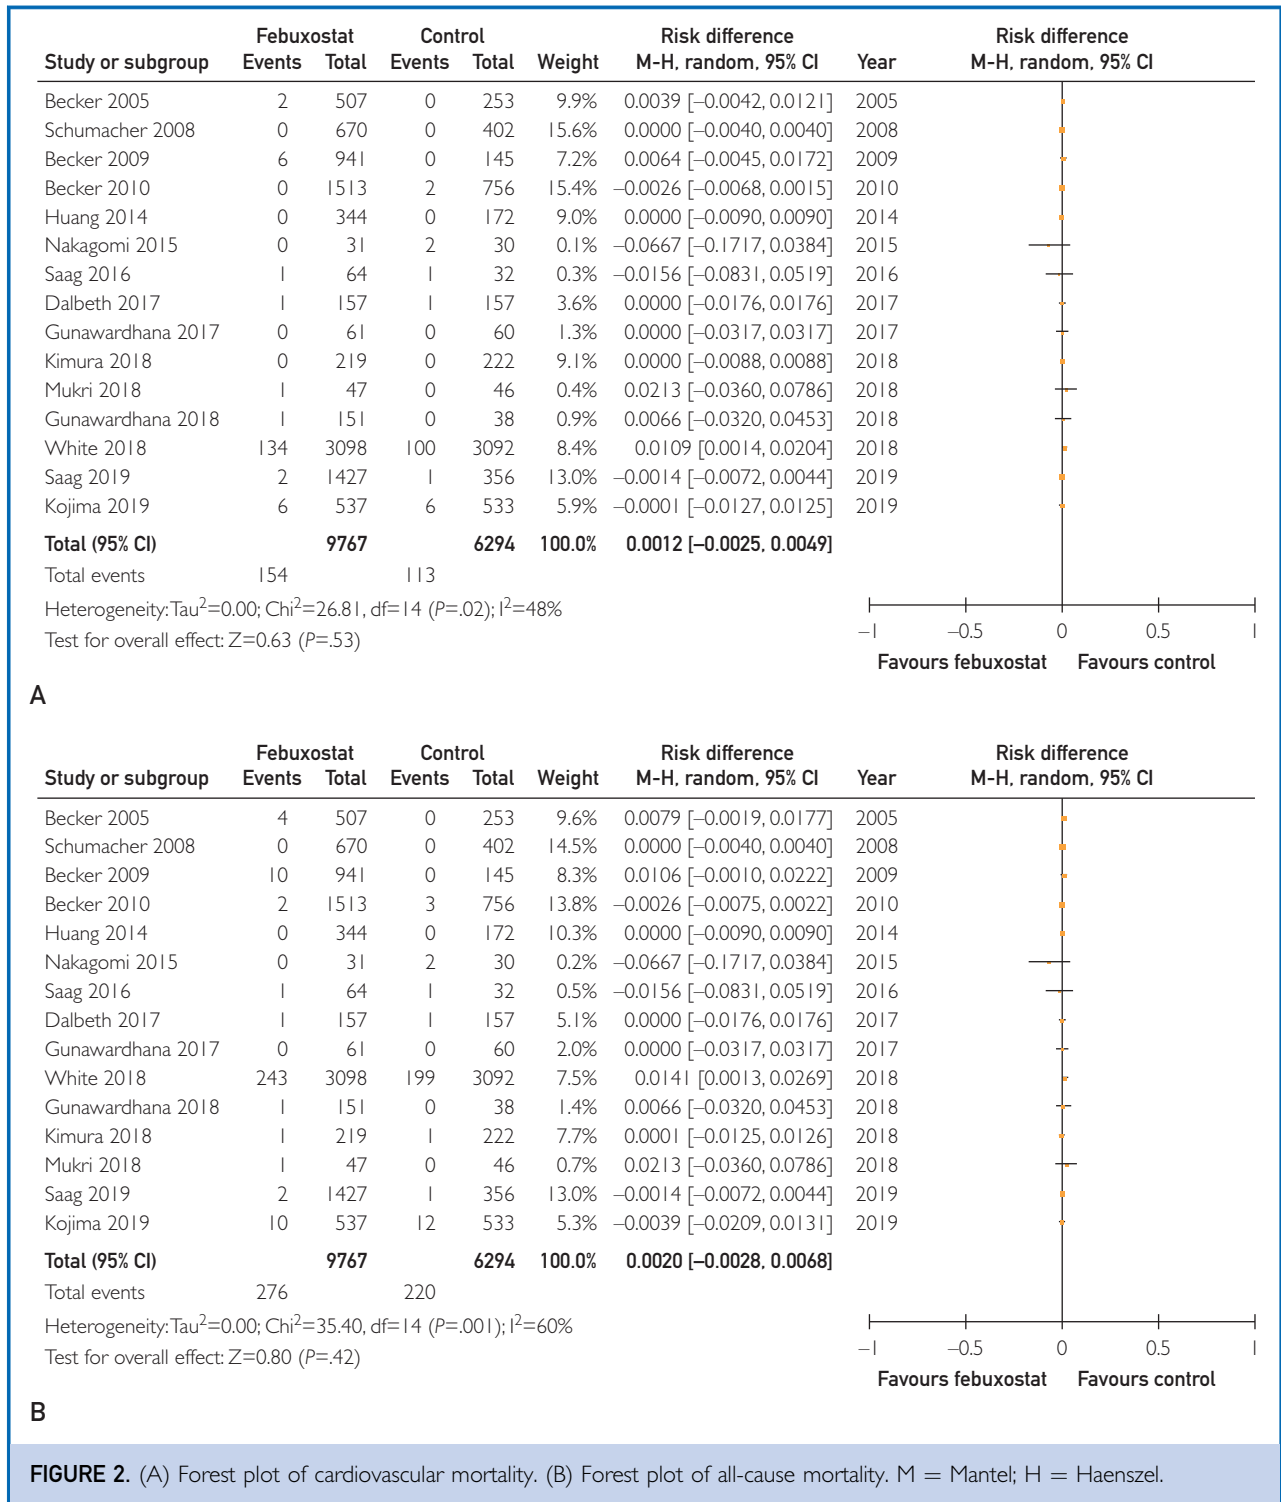 Febuxostat Control Risk difference Risk difference
Study or subgroup Events Total Events Total Weight M-H, random, 95% CI Year M-H, random, 95% CI
Becker 2005 2 507 0 253 9.9% 0.0039 [–0.0042, 0.0121] 2005
Schumacher 2008 0 670 0 402 15.6% 0.0000 [–0.0040, 0.0040] 2008
Becker 2009 6 941 0 145 7.2% 0.0064 [–0.0045, 0.0172] 2009
Becker 2010 0 1513 2 756 15.4% –0.0026 [–0.0068, 0.0015] 2010
Huang 2014 0 344 0 172 9.0% 0.0000 [–0.0090, 0.0090] 2014
Nakagomi 2015 0 31 2 30 0.1% –0.0667 [–0.1717, 0.0384] 2015
Saag 2016 1 64 1 32 0.3% –0.0156 [–0.0831, 0.0519] 2016
Dalbeth 2017 1 157 1 157 3.6% 0.0000 [–0.0176, 0.0176] 2017
Gunawardhana 2017 0 61 0 60 1.3% 0.0000 [–0.0317, 0.0317] 2017
Kimura 2018 0 219 0 222 9.1% 0.0000 [–0.0088, 0.0088] 2018
Mukri 2018 1 47 0 46 0.4% 0.0213 [–0.0360, 0.0786] 2018
Gunawardhana 2018 1 151 0 38 0.9% 0.0066 [–0.0320, 0.0453] 2018
White 2018 134 3098 100 3092 8.4% 0.0109 [0.0014, 0.0204] 2018
Saag 2019 2 1427 1 356 13.0% –0.0014 [–0.0072, 0.0044] 2019
Kojima 2019 6 537 6 533 5.9% –0.0001 [–0.0127, 0.0125] 2019
Total (95% CI) 9767 6294 100.0% 0.0012 [–0.0025, 0.0049]
Total events 154 113
Heterogeneity: Tau²=0.00; Chi²=26.81, df=14 (P=.02); I²=48%
Test for overall effect: Z=0.63 (P=.53)
–1 –0.5 0 0.5 1
Favours febuxostat Favours control
A
Febuxostat Control Risk difference Risk difference
Study or subgroup Events Total Events Total Weight M-H, random, 95% CI Year M-H, random, 95% CI
Becker 2005 4 507 0 253 9.6% 0.0079 [–0.0019, 0.0177] 2005
Schumacher 2008 0 670 0 402 14.5% 0.0000 [–0.0040, 0.0040] 2008
Becker 2009 10 941 0 145 8.3% 0.0106 [–0.0010, 0.0222] 2009
Becker 2010 2 1513 3 756 13.8% –0.0026 [–0.0075, 0.0022] 2010
Huang 2014 0 344 0 172 10.3% 0.0000 [–0.0090, 0.0090] 2014
Nakagomi 2015 0 31 2 30 0.2% –0.0667 [–0.1717, 0.0384] 2015
Saag 2016 1 64 1 32 0.5% –0.0156 [–0.0831, 0.0519] 2016
Dalbeth 2017 1 157 1 157 5.1% 0.0000 [–0.0176, 0.0176] 2017
Gunawardhana 2017 0 61 0 60 2.0% 0.0000 [–0.0317, 0.0317] 2017
White 2018 243 3098 199 3092 7.5% 0.0141 [0.0013, 0.0269] 2018
Gunawardhana 2018 1 151 0 38 1.4% 0.0066 [–0.0320, 0.0453] 2018
Kimura 2018 1 219 1 222 7.7% 0.0001 [–0.0125, 0.0126] 2018
Mukri 2018 1 47 0 46 0.7% 0.0213 [–0.0360, 0.0786] 2018
Saag 2019 2 1427 1 356 13.0% –0.0014 [–0.0072, 0.0044] 2019
Kojima 2019 10 537 12 533 5.3% –0.0039 [–0.0209, 0.0131] 2019
Total (95% CI) 9767 6294 100.0% 0.0020 [–0.0028, 0.0068]
Total events 276 220
Heterogeneity: Tau²=0.00; Chi²=35.40, df=14 (P=.001); I²=60%
Test for overall effect: Z=0.80 (P=.42)
–1 –0.5 0 0.5 1
Favours febuxostat Favours control
B
FIGURE 2. (A) Forest plot of cardiovascular mortality. (B) Forest plot of all-cause mortality. M = Mantel; H = Haenszel.